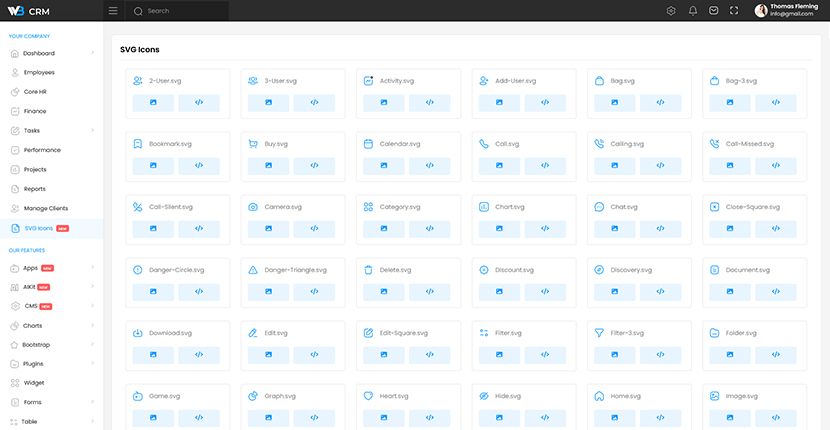 W3 CRM
Search
Thomas Fleming
info@gmail.com
YOUR COMPANY
Dashboard
Employees
Core HR
Finance
Tasks
Performance
Projects
Reports
Manage Clients
SVG Icons NEW
OUR FEATURES
Apps NEW
AIKit NEW
CMS NEW
Charts
Bootstrap
Plugins
Widget
Forms
Table
SVG Icons
2-User.svg 3-User.svg Activity.svg Add-User.svg Bag.svg Bag-3.svg
Bookmark.svg Buy.svg Calendar.svg Call.svg Calling.svg Call-Missed.svg
Call-Silent.svg Camera.svg Category.svg Chart.svg Chat.svg Close-Square.svg
Danger-Circle.svg Danger-Triangle.svg Delete.svg Discount.svg Discovery.svg Document.svg
Download.svg Edit.svg Edit-Square.svg Filter.svg Filter-3.svg Folder.svg
Game.svg Graph.svg Heart.svg Hide.svg Home.svg Image.svg